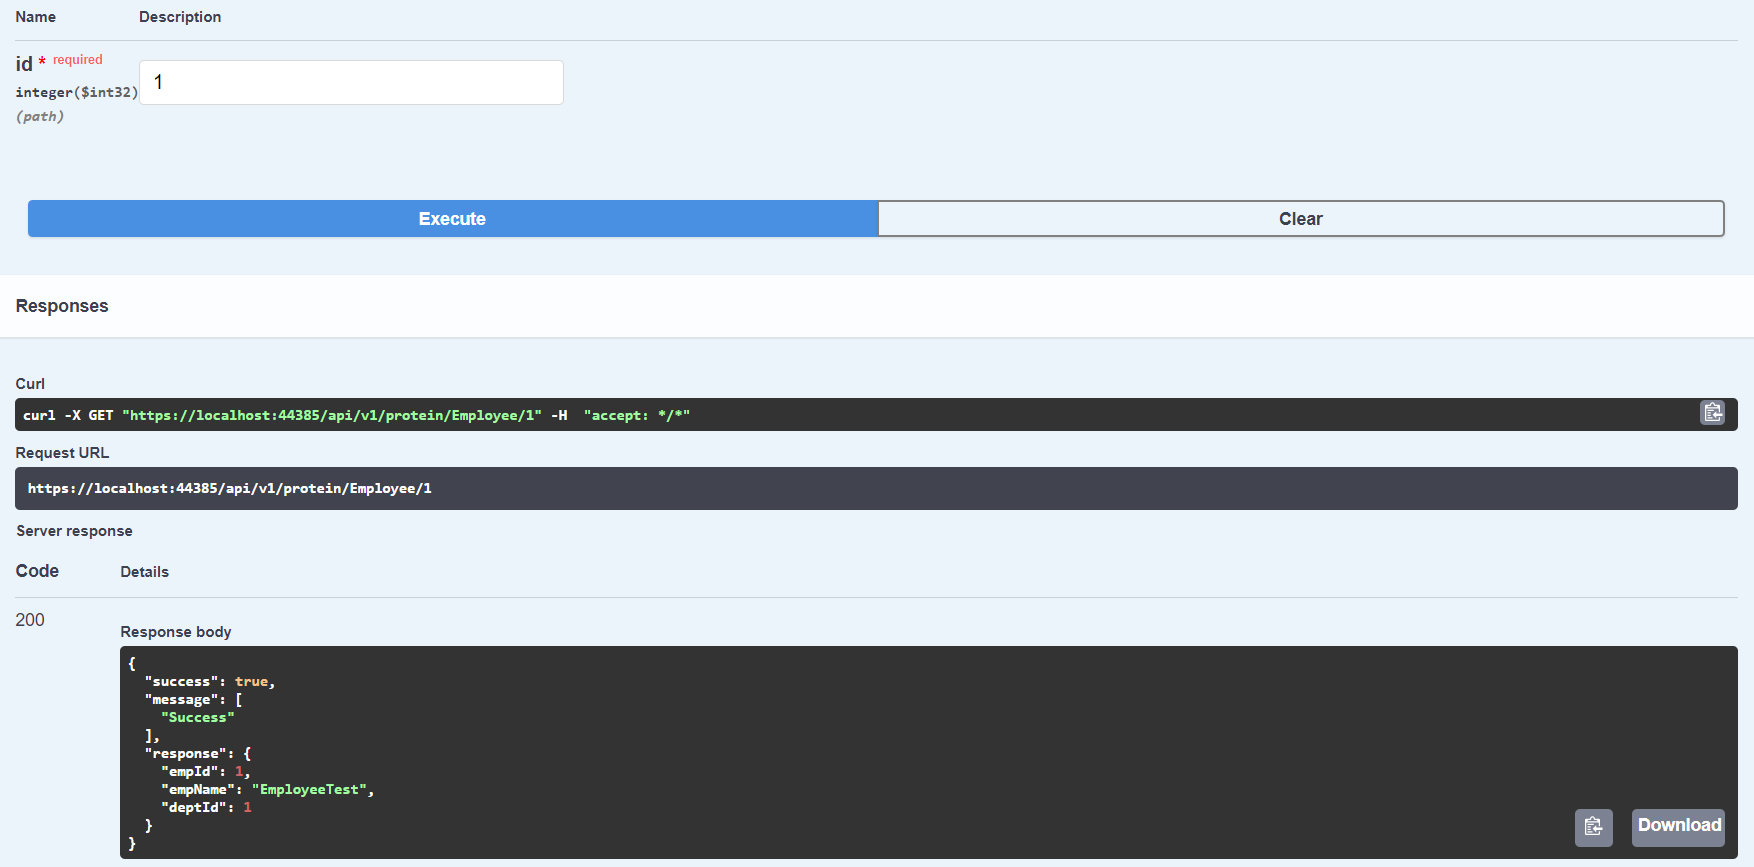 Name Description
id * required
1
integer($int32)
(path)
Execute Clear
Responses
Curl
curl -X GET "https://localhost:44385/api/v1/protein/Employee/1" -H  "accept: */*"
Request URL
https://localhost:44385/api/v1/protein/Employee/1
Server response
Code Details
200
Response body
{
  "success": true,
  "message": [
    "Success"
  ],
  "response": {
    "empId": 1,
    "empName": "EmployeeTest",
    "deptId": 1
  }
}
Download